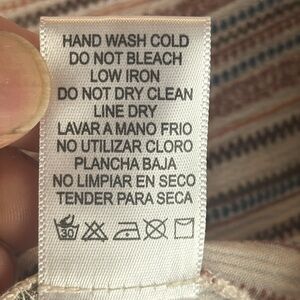 HAND WASH COLD
DO NOT BLEACH
LOW IRON
DO NOT DRY CLEAN
LINE DRY
LAVAR A MANO FRIO
NO UTILIZAR CLORO
PLANCHA BAJA
NO LIMPIAR EN SECO
TENDER PARA SECA
30